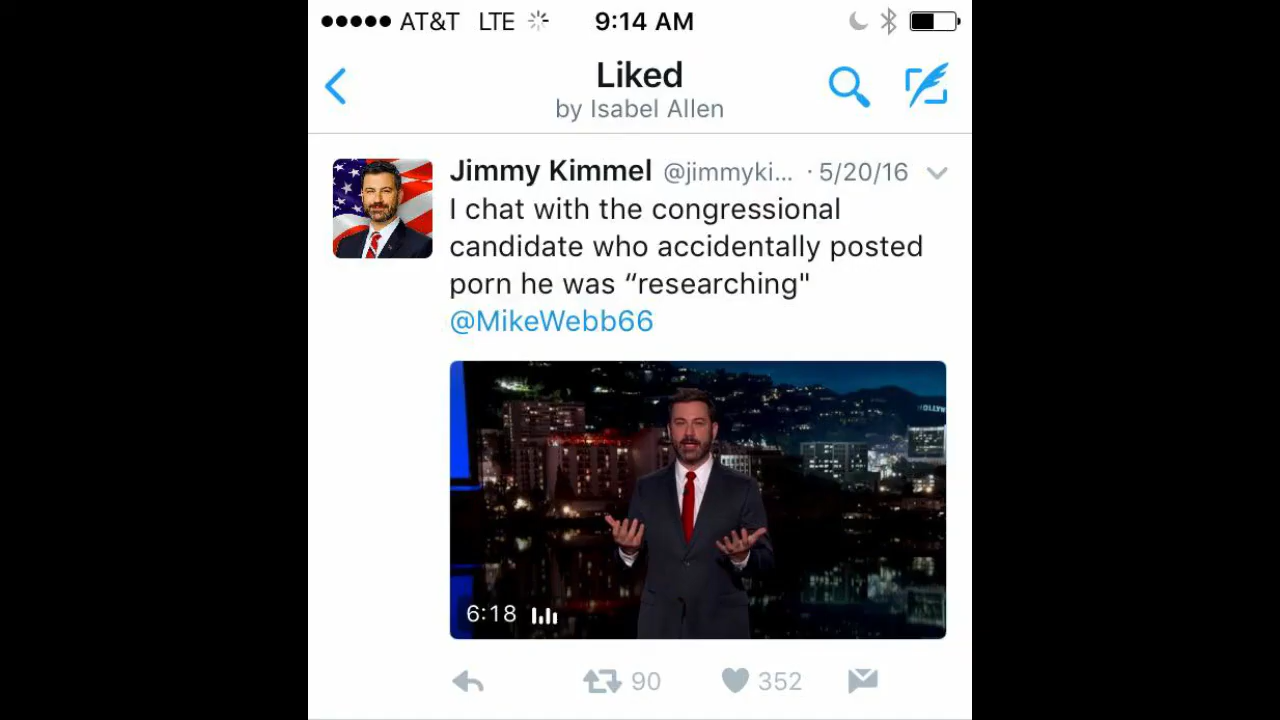 AT&T LTE 9:14 AM
Liked
by Isabel Allen
Jimmy Kimmel @jimmyki... · 5/20/16
I chat with the congressional
candidate who accidentally posted
porn he was “researching"
@MikeWebb66
OLLYW
6:18
90 352